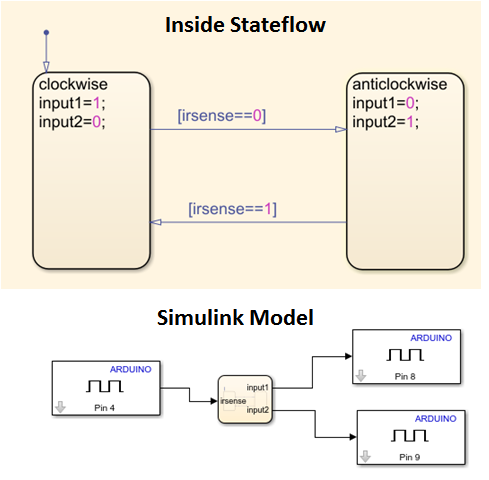 Inside Stateflow
clockwise
input1=1;
input2=0;
[irsense==0]
anticlockwise
input1=0;
input2=1;
[irsense==1]
Simulink Model
ARDUINO
Pin 4
irsense
input1
input2
ARDUINO
Pin 8
ARDUINO
Pin 9